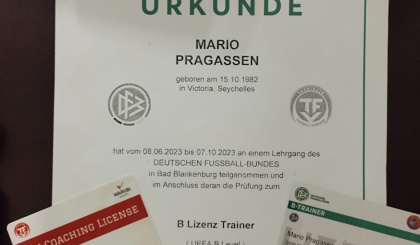 URKUNDE
MARIO
PRAGASSEN
geboren am 15.10.1982
in Victoria, Seychelles
DFB
TF
hat vom 08.06.2023 bis 07.10.2023 an einem Lehrgang des
DEUTSCHEN FUSSBALL-BUNDES
in Bad Blankenburg teilgenommen und
im Anschluss daran die Prüfung zum
B Lizenz Trainer
( UEFA B Level )
COACHING LICENSE
B-TRAINER
Mario Pragassen